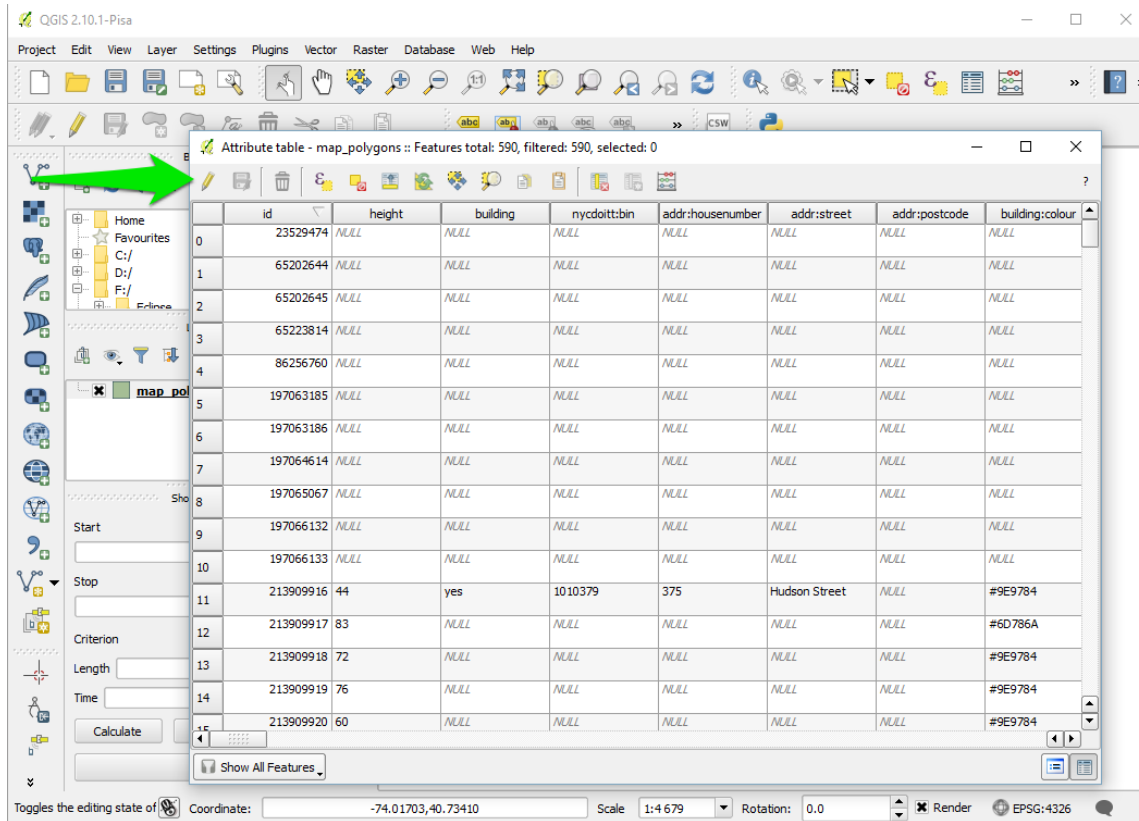 QGIS 2.10.1-Pisa
Project Edit View Layer Settings Plugins Vector Raster Database Web Help
abc abc abc abc CSW
Attribute table - map_polygons :: Features total: 590, filtered: 590, selected: 0
?
id height building nycdoitt:bin addr:housenumber addr:street addr:postcode building:colour
0 23529474 NULL NULL NULL NULL NULL NULL NULL
1 65202644 NULL NULL NULL NULL NULL NULL NULL
2 65202645 NULL NULL NULL NULL NULL NULL NULL
3 65223814 NULL NULL NULL NULL NULL NULL NULL
4 86256760 NULL NULL NULL NULL NULL NULL NULL
5 197063185 NULL NULL NULL NULL NULL NULL NULL
6 197063186 NULL NULL NULL NULL NULL NULL NULL
7 197064614 NULL NULL NULL NULL NULL NULL NULL
8 197065067 NULL NULL NULL NULL NULL NULL NULL
9 197066132 NULL NULL NULL NULL NULL NULL NULL
10 197066133 NULL NULL NULL NULL NULL NULL NULL
11 213909916 44 yes 1010379 375 Hudson Street NULL #9E9784
12 213909917 83 NULL NULL NULL NULL NULL #6D786A
13 213909918 72 NULL NULL NULL NULL NULL #9E9784
14 213909919 76 NULL NULL NULL NULL NULL #9E9784
15 213909920 60 NULL NULL NULL NULL NULL #9E9784
Show All Features
Home
Favourites
C:/
D:/
F:/
Eclipse
map_pol
Sho
Start
Stop
Criterion
Length
Time
Calculate
Toggles the editing state of Coordinate: -74.01703,40.73410 Scale 1:4 679 Rotation: 0.0 Render EPSG:4326